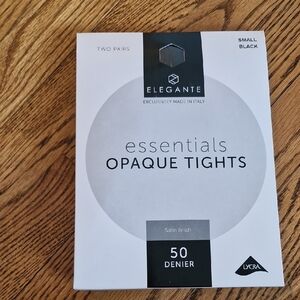 TWO PAIRS
SMALL
BLACK
ELEGANTE
EXCLUSIVELY MADE IN ITALY
essentials
OPAQUE TIGHTS
Satin finish
50
DENIER
LYCRA